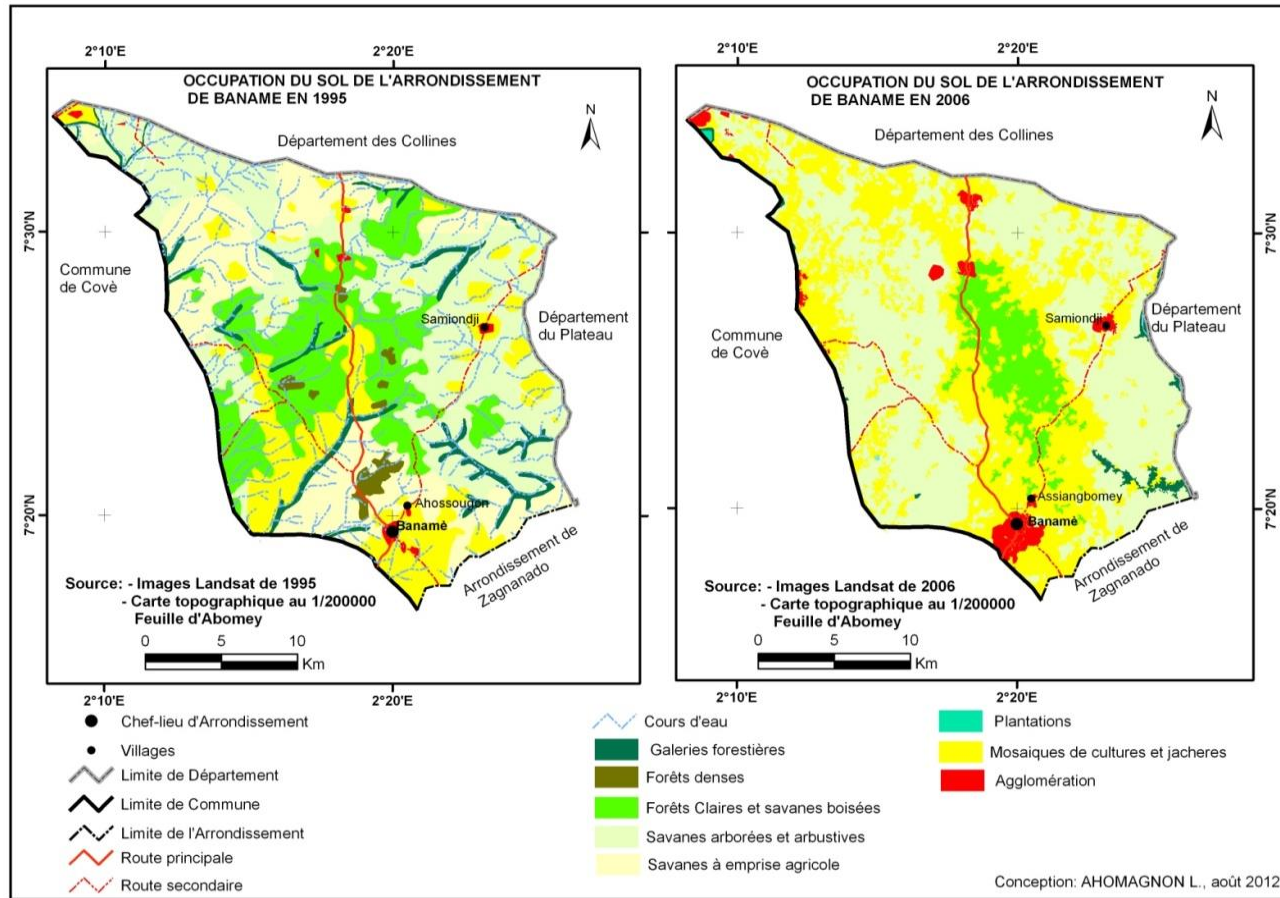 2°10'E
2°20'E
OCCUPATION DU SOL DE L'ARRONDISSEMENT
DE BANAME EN 1995
N
Département des Collines
7°30'N
Commune
de Covè
Samiondji
Département
du Plateau
7°20'N
Ahossougon
Banamè
Arrondissement de
Zagnanado
Source: - Images Landsat de 1995
- Carte topographique au 1/200000
Feuille d'Abomey
0 5 10
Km
2°10'E
2°20'E
2°10'E
2°20'E
OCCUPATION DU SOL DE L'ARRONDISSEMENT
DE BANAME EN 2006
N
Département des Collines
7°30'N
Commune
de Covè
Samiondji
Département
du Plateau
Assiangbomey
7°20'N
Banamè
Arrondissement de
Zagnanado
Source: - Images Landsat de 2006
- Carte topographique au 1/200000
Feuille d'Abomey
0 5 10
Km
2°10'E
2°20'E
Chef-lieu d'Arrondissement
Villages
Limite de Département
Limite de Commune
Limite de l'Arrondissement
Route principale
Route secondaire
Cours d'eau
Galeries forestières
Forêts denses
Forêts Claires et savanes boisées
Savanes arborées et arbustives
Savanes à emprise agricole
Plantations
Mosaiques de cultures et jacheres
Agglomération
Conception: AHOMAGNON L., août 2012